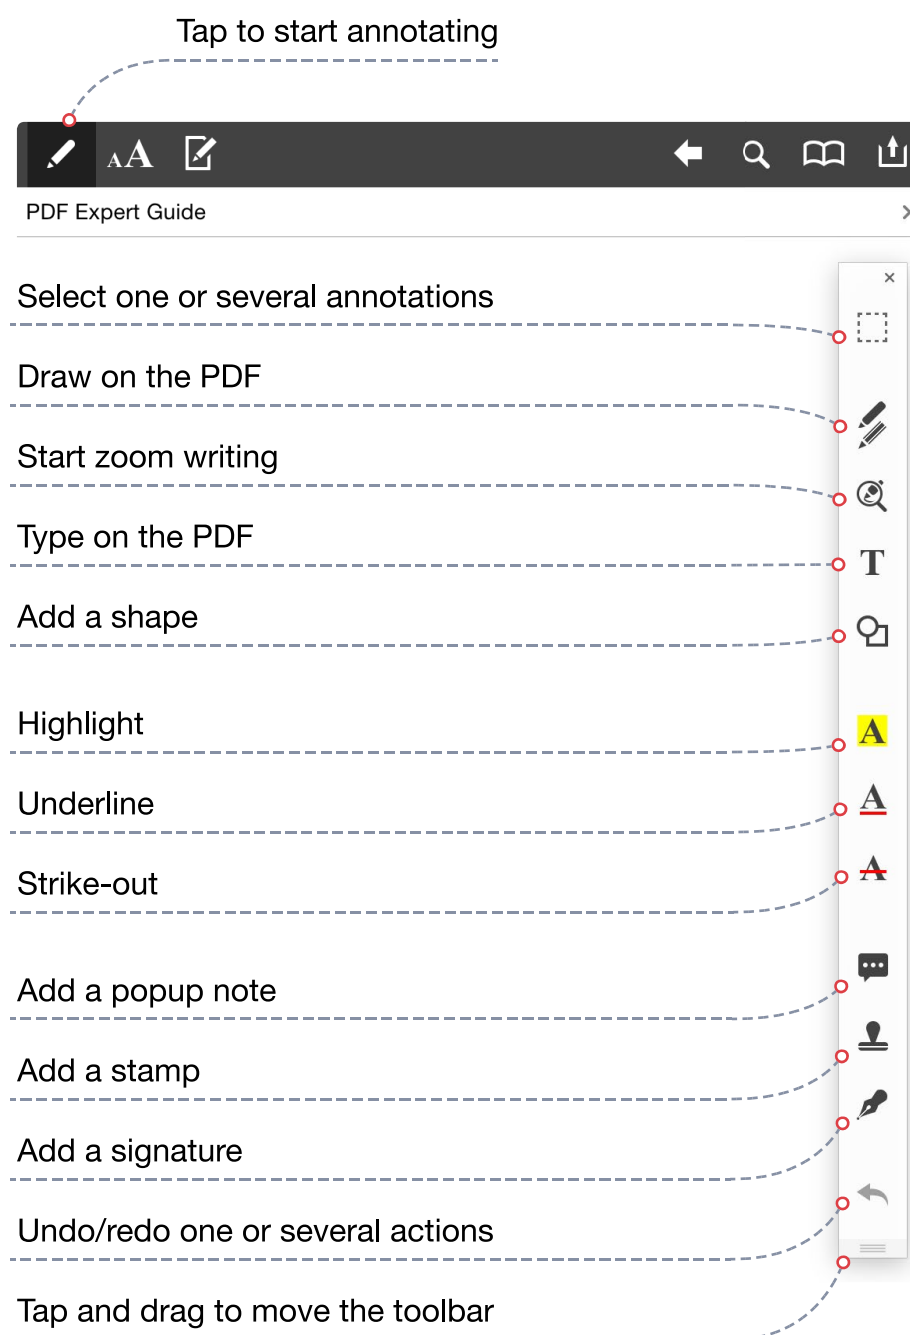 Tap to start annotating
AA
PDF Expert Guide
Select one or several annotations
Draw on the PDF
Start zoom writing
Type on the PDF
T
Add a shape
Highlight
A
Underline
A
Strike-out
A
Add a popup note
Add a stamp
Add a signature
Undo/redo one or several actions
Tap and drag to move the toolbar